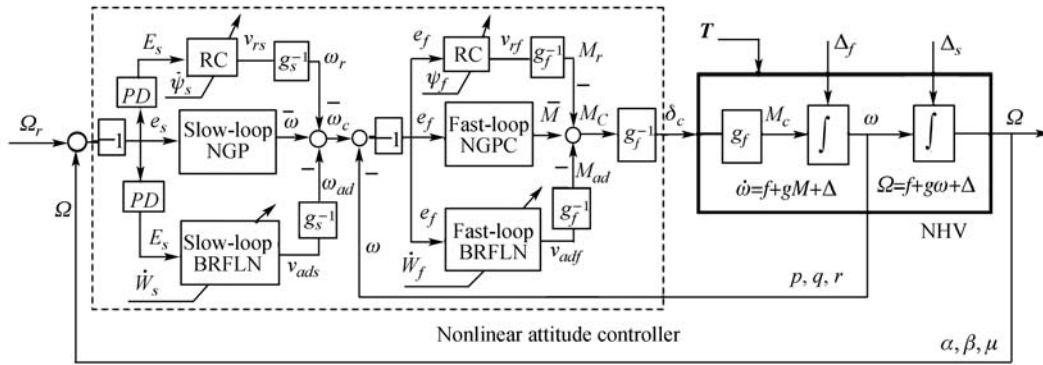 Ω_r
Ω
-1
e_s
PD
E_s
RC
ψ̇_s
v_rs
g_s^-1
ω_r
Slow-loop
NGP
ω̄
ω_c
PD
E_s
Slow-loop
BRFLN
Ẇ_s
v_ads
g_s^-1
ω_ad
ω
-1
e_f
RC
ψ_f
v_rf
g_f^-1
M_r
e_f
Fast-loop
NGPC
M̄
M_C
e_f
Fast-loop
BRFLN
Ẇ_f
v_adf
g_f^-1
M_ad
g_f^-1
δ_c
T
g_f
M_c
Δ_f
∫
ω
Δ_s
∫
Ω
ω̇=f+gM+Δ
Ω=f+gω+Δ
NHV
p, q, r
Nonlinear attitude controller
α, β, μ